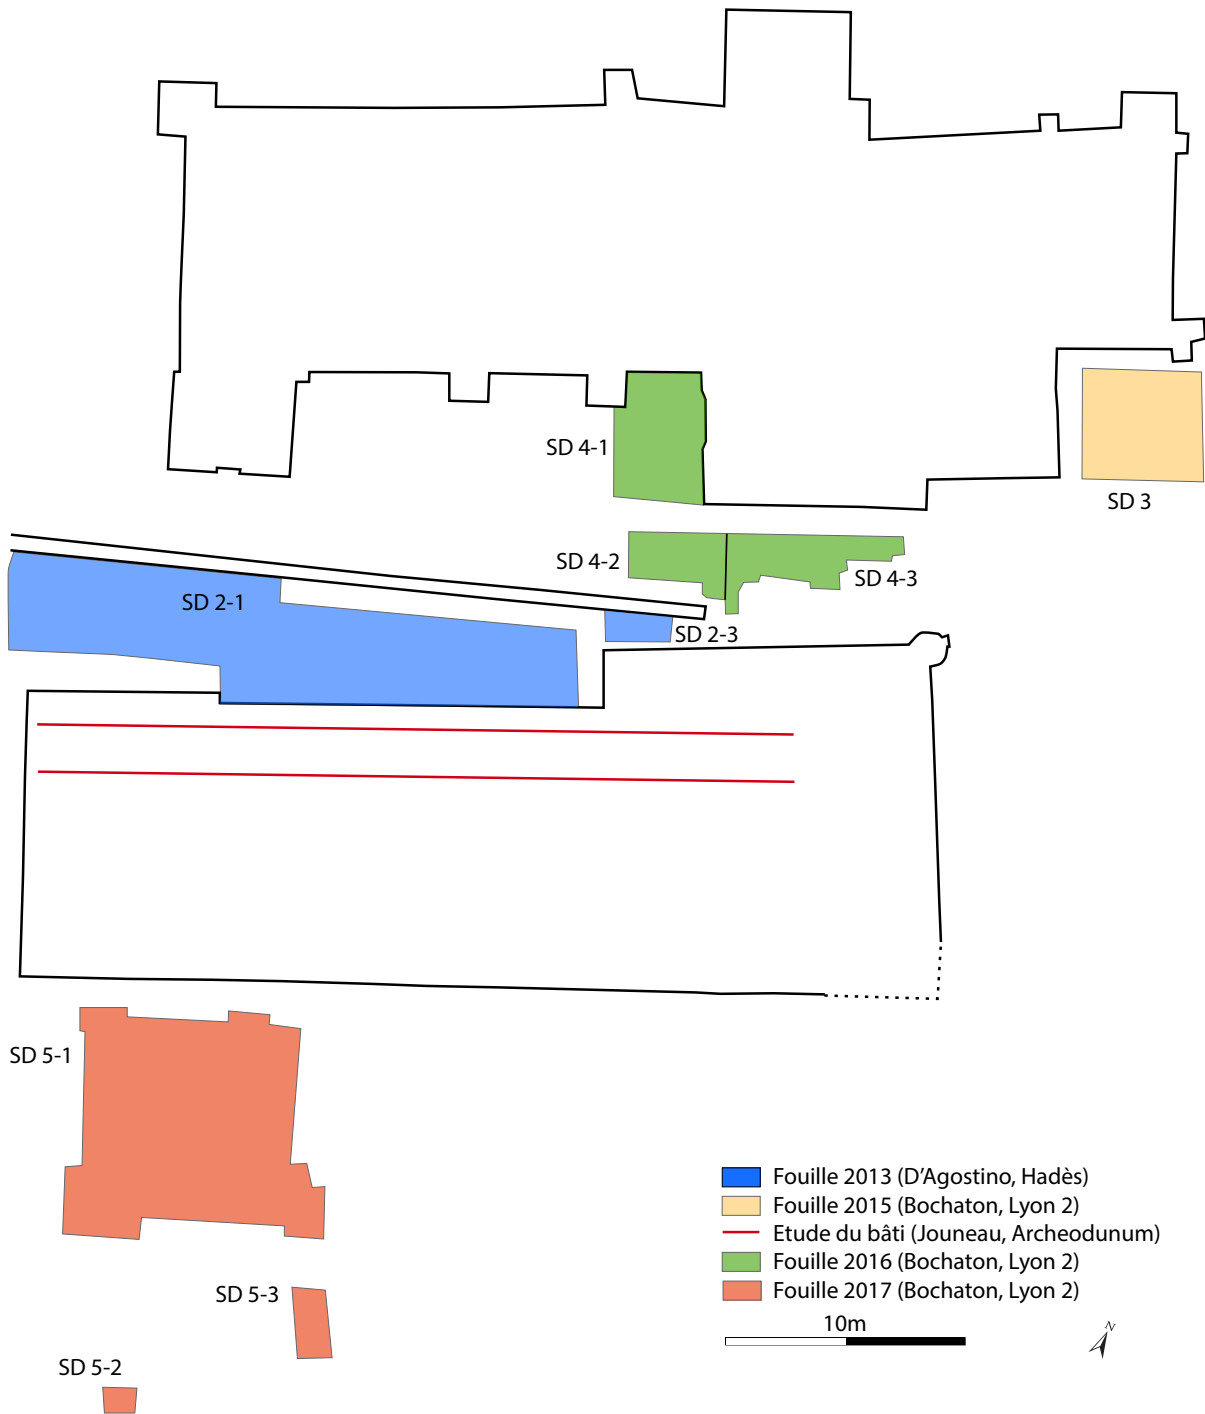 SD 4-1
SD 3
SD 4-2
SD 4-3
SD 2-1
SD 2-3
SD 5-1
SD 5-3
SD 5-2
Fouille 2013 (D'Agostino, Hadès)
Fouille 2015 (Bochaton, Lyon 2)
Etude du bâti (Jouneau, Archeodunum)
Fouille 2016 (Bochaton, Lyon 2)
Fouille 2017 (Bochaton, Lyon 2)
10m
N